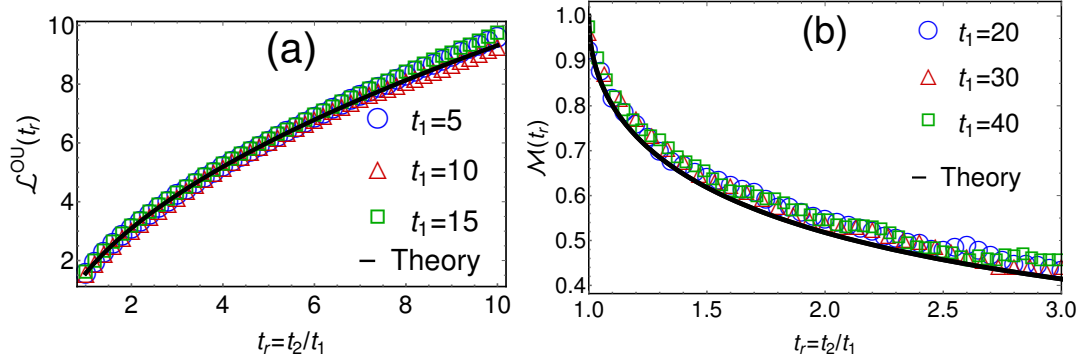 (a)
ℒ^OU(t_r)
10
8
6
4
2
2 4 6 8 10
t_r=t_2/t_1
t_1=5
t_1=10
t_1=15
– Theory
(b)
ℳ(t_r)
1.0
0.9
0.8
0.7
0.6
0.5
0.4
1.0 1.5 2.0 2.5 3.0
t_r=t_2/t_1
t_1=20
t_1=30
t_1=40
– Theory